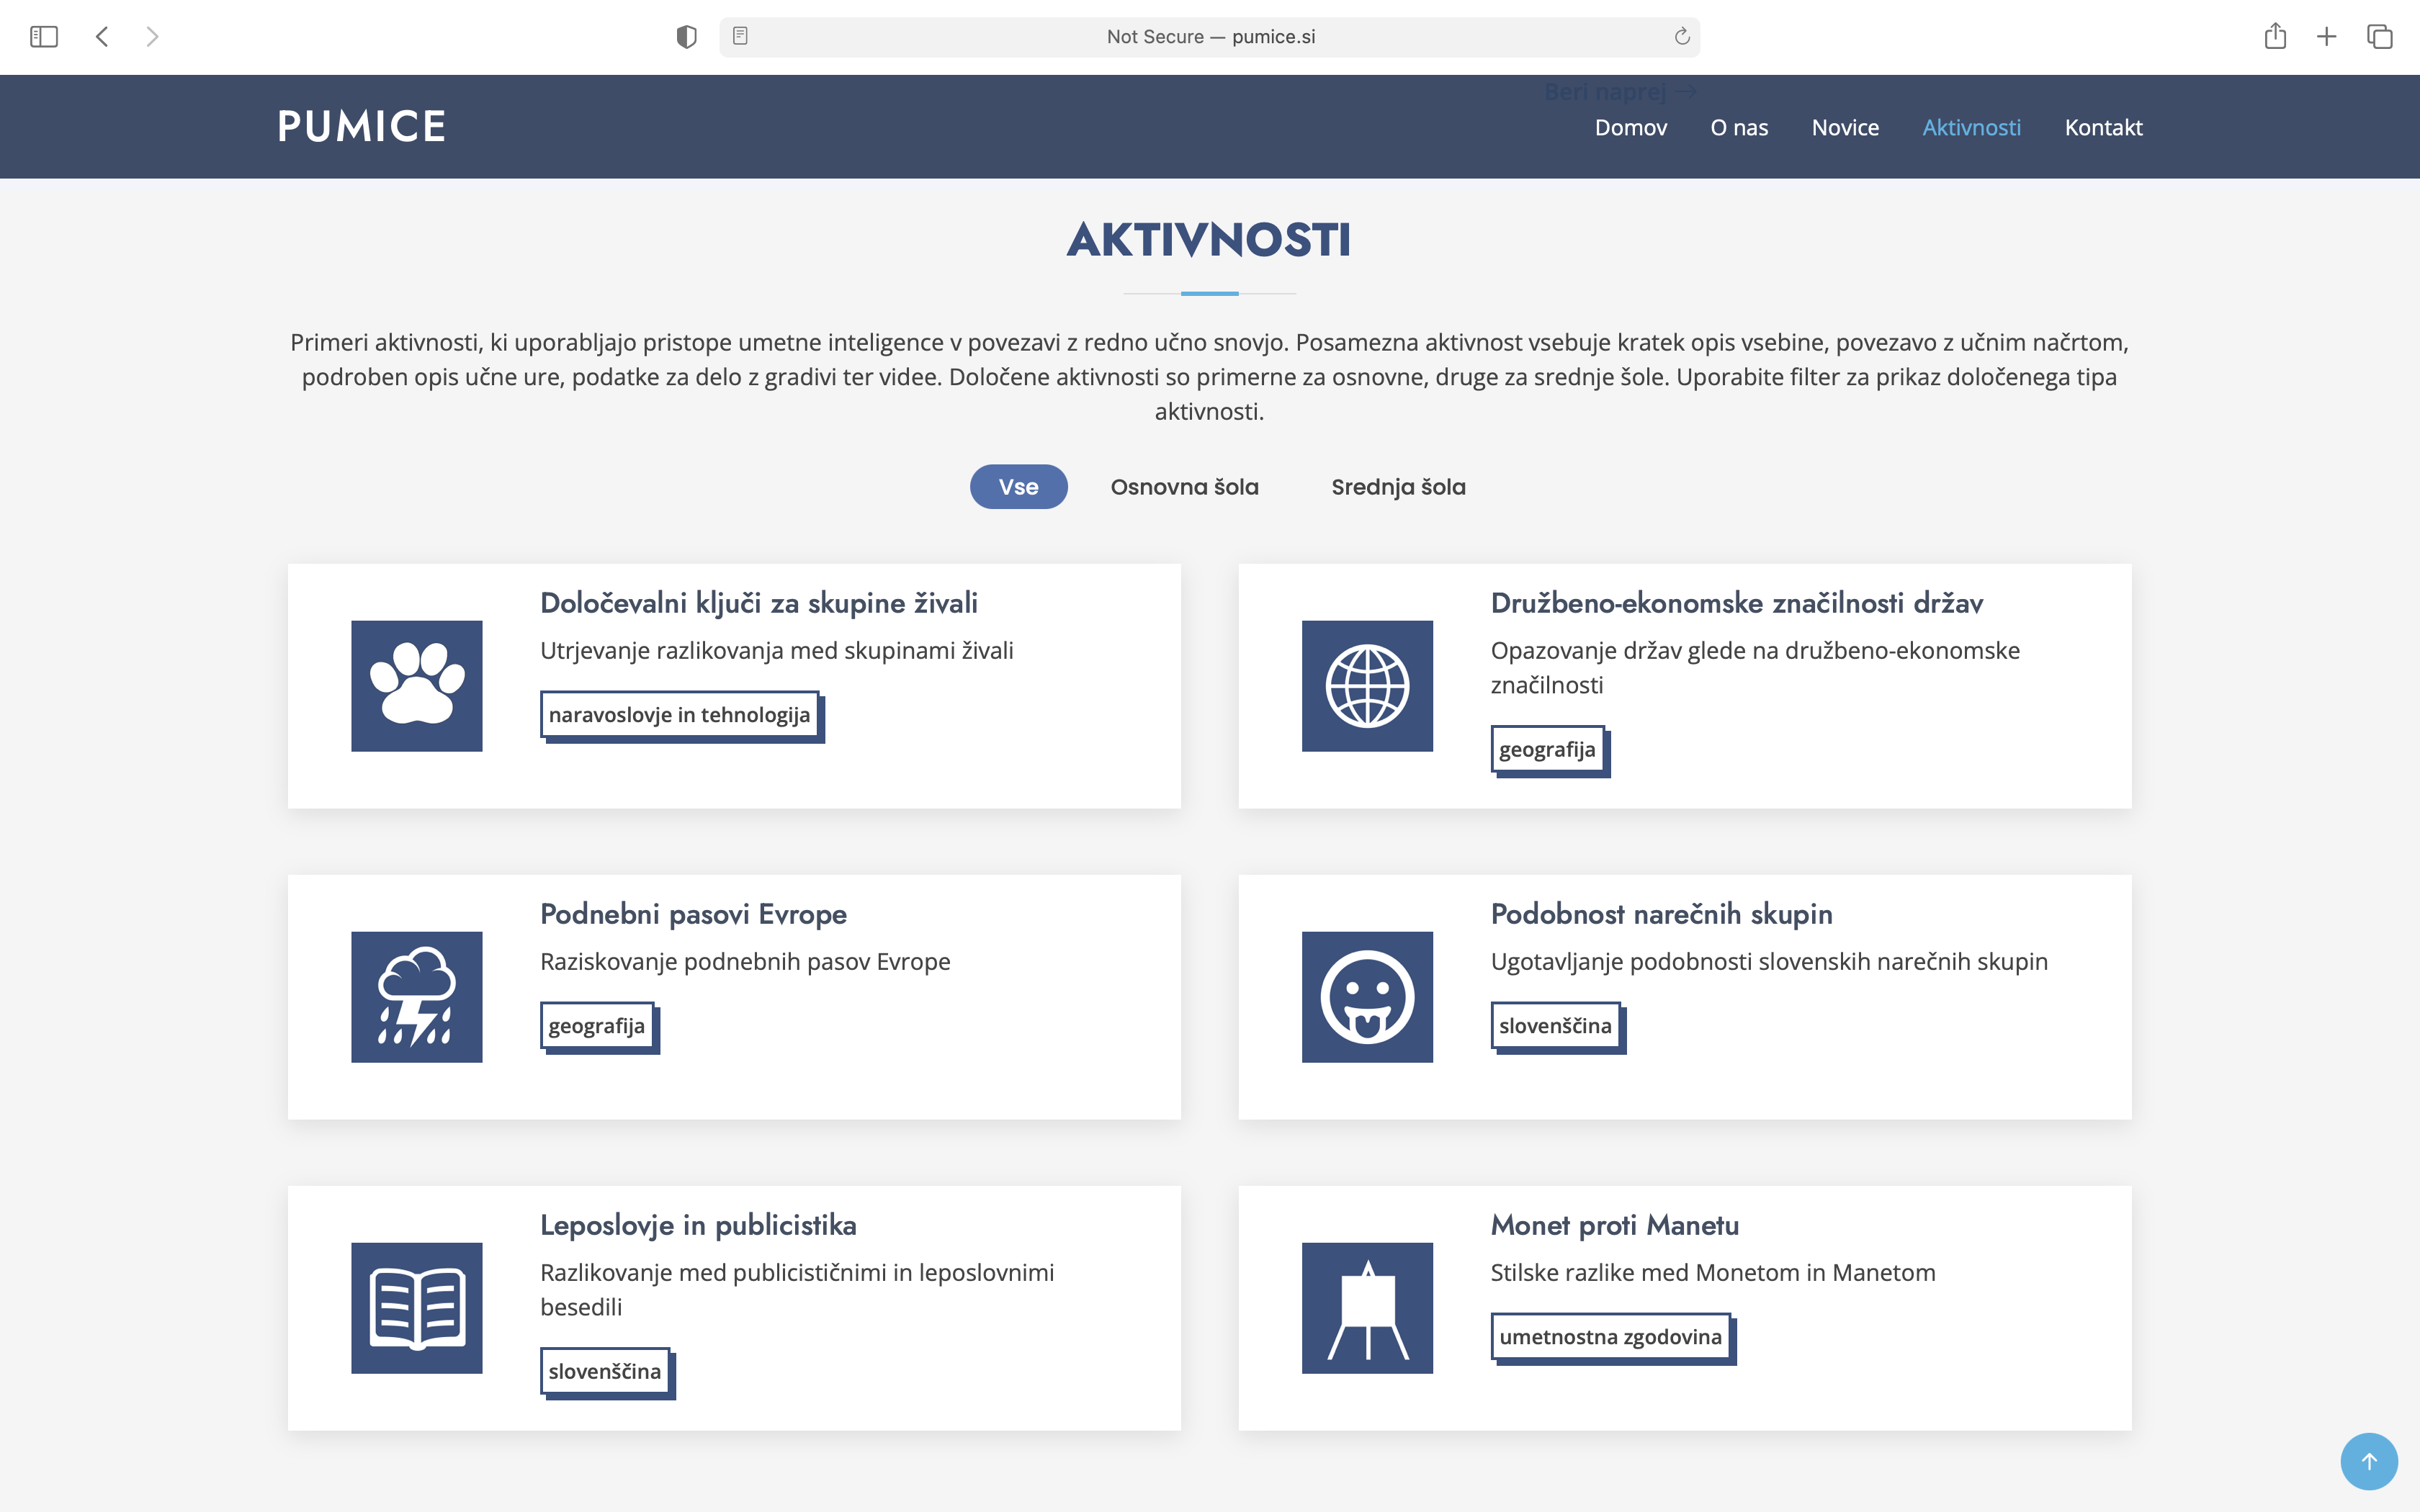 Not Secure — pumice.si
Beri naprej →
PUMICE
Domov
O nas
Novice
Aktivnosti
Kontakt
AKTIVNOSTI
Primeri aktivnosti, ki uporabljajo pristope umetne inteligence v povezavi z redno učno snovjo. Posamezna aktivnost vsebuje kratek opis vsebine, povezavo z učnim načrtom,
podroben opis učne ure, podatke za delo z gradivi ter videe. Določene aktivnosti so primerne za osnovne, druge za srednje šole. Uporabite filter za prikaz določenega tipa
aktivnosti.
Vse
Osnovna šola
Srednja šola
Določevalni ključi za skupine živali
Utrjevanje razlikovanja med skupinami živali
naravoslovje in tehnologija
Družbeno-ekonomske značilnosti držav
Opazovanje držav glede na družbeno-ekonomske
značilnosti
geografija
Podnebni pasovi Evrope
Raziskovanje podnebnih pasov Evrope
geografija
Podobnost narečnih skupin
Ugotavljanje podobnosti slovenskih narečnih skupin
slovenščina
Leposlovje in publicistika
Razlikovanje med publicističnimi in leposlovnimi
besedili
slovenščina
Monet proti Manetu
Stilske razlike med Monetom in Manetom
umetnostna zgodovina